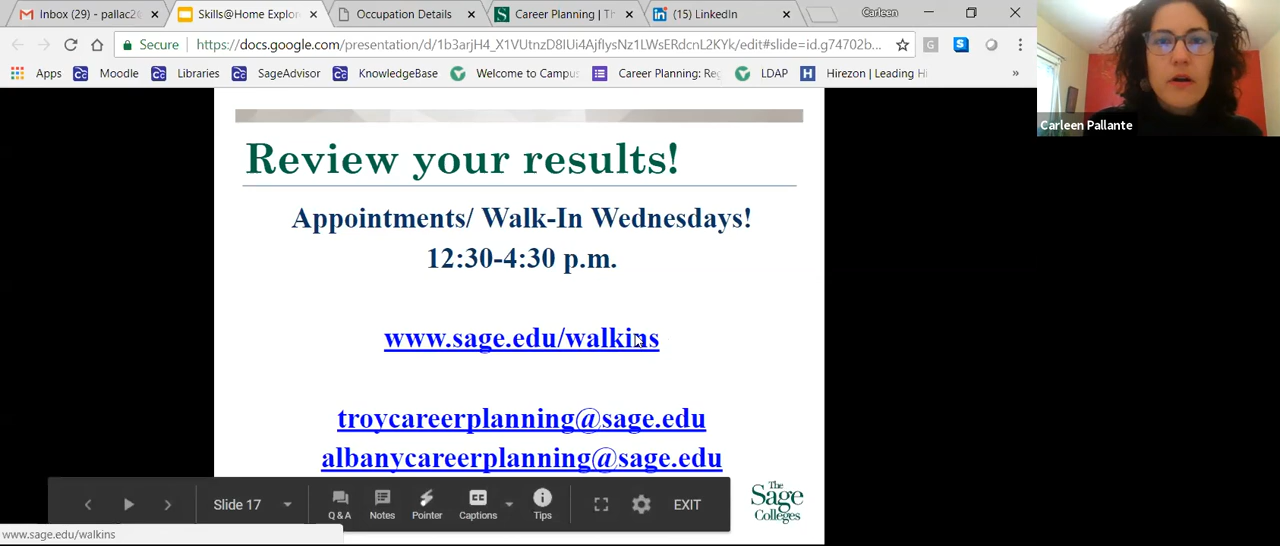 Inbox (29) - pallac2@
Skills@Home Explor
Occupation Details
Career Planning | Th
(15) LinkedIn
Carleen
Secure
https://docs.google.com/presentation/d/1b3arjH4_X1VUtnzD8IUi4AjflysNz1LWsERdcnL2KYk/edit#slide=id.g74702b...
Apps
Moodle
Libraries
SageAdvisor
KnowledgeBase
Welcome to Campus
Career Planning: Reg
LDAP
Hirezon | Leading Hi
»
Carleen Pallante
Review your results!
Appointments/ Walk-In Wednesdays!
12:30-4:30 p.m.
www.sage.edu/walkins
troycareerplanning@sage.edu
albanycareerplanning@sage.edu
Slide 17
Q & A
Notes
Pointer
CC
Captions
Tips
EXIT
The
Sage
Colleges
www.sage.edu/walkins